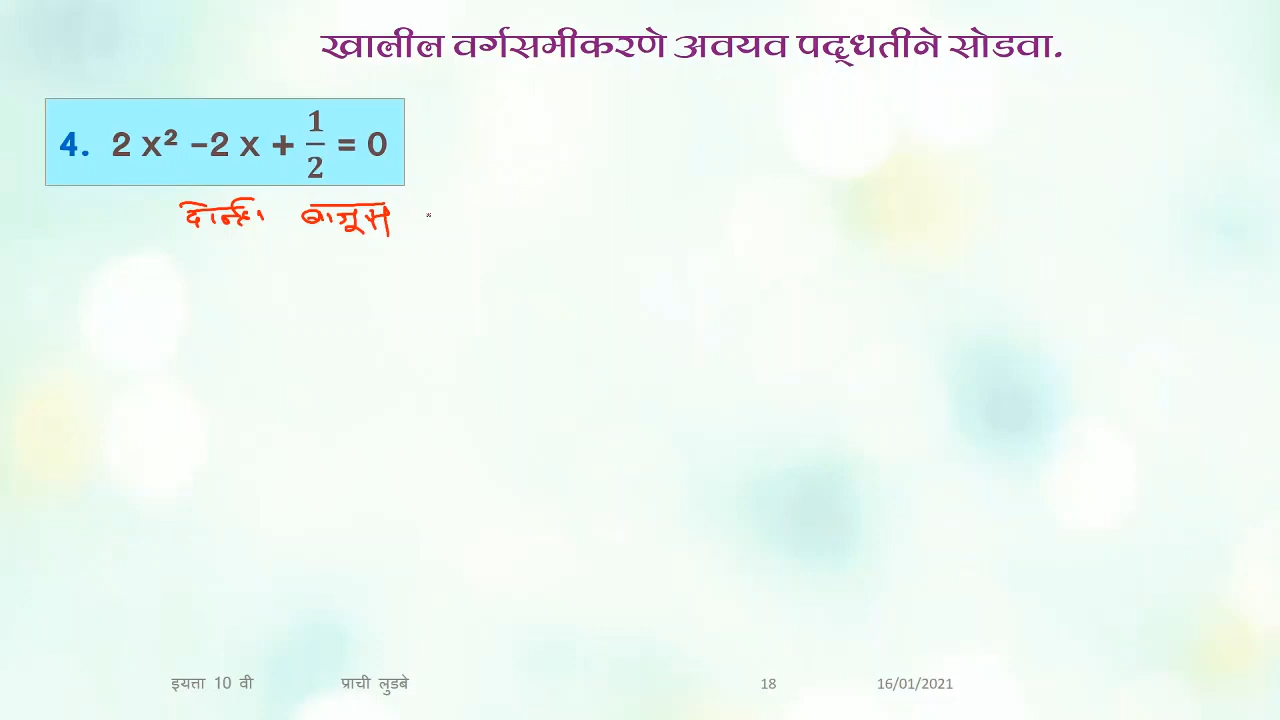 खालील वर्गसमीकरणे अवयव पद्धतीने सोडवा.
4. 2 x² -2 x + 1/2 = 0
दोन्ही बाजूस
इयत्ता 10 वी प्राची लुडबे 18 16/01/2021